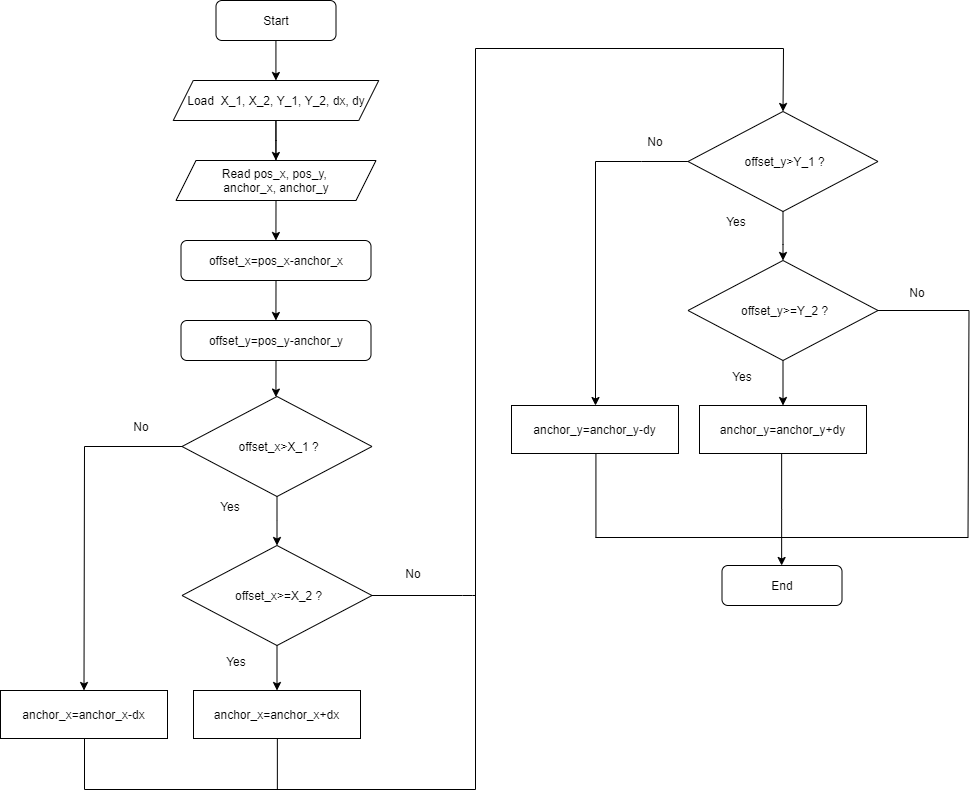 Start
Load X_1, X_2, Y_1, Y_2, dx, dy
Read pos_x, pos_y,
anchor_x, anchor_y
offset_x=pos_x-anchor_x
offset_y=pos_y-anchor_y
offset_x>X_1 ?
No
Yes
offset_x>=X_2 ?
No
Yes
anchor_x=anchor_x-dx
anchor_x=anchor_x+dx
offset_y>Y_1 ?
No
Yes
offset_y>=Y_2 ?
No
Yes
anchor_y=anchor_y-dy
anchor_y=anchor_y+dy
End